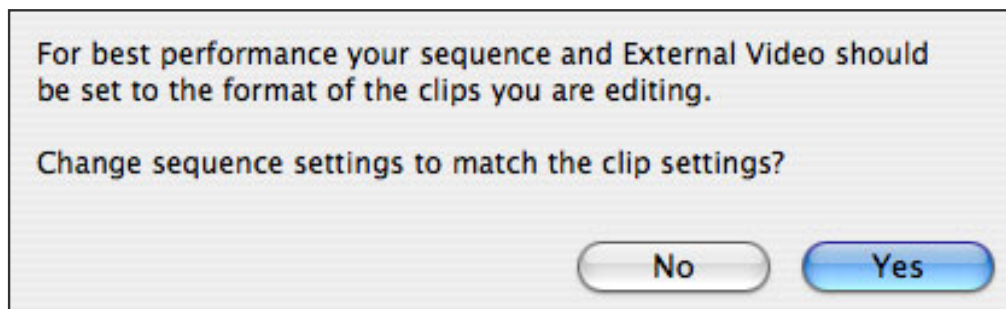 For best performance your sequence and External Video should
be set to the format of the clips you are editing.
Change sequence settings to match the clip settings?
No Yes